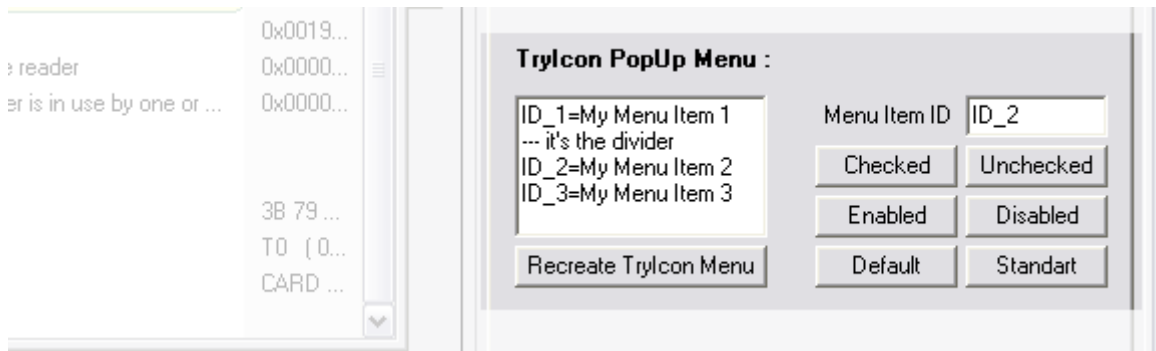 0x0019...
e reader 0x0000...
er is in use by one or ... 0x0000...
3B 79 ...
T0 ( 0...
CARD ...
TryIcon PopUp Menu :
ID_1=My Menu Item 1
--- it's the divider
ID_2=My Menu Item 2
ID_3=My Menu Item 3
Recreate TryIcon Menu
Menu Item ID ID_2
Checked Unchecked
Enabled Disabled
Default Standart